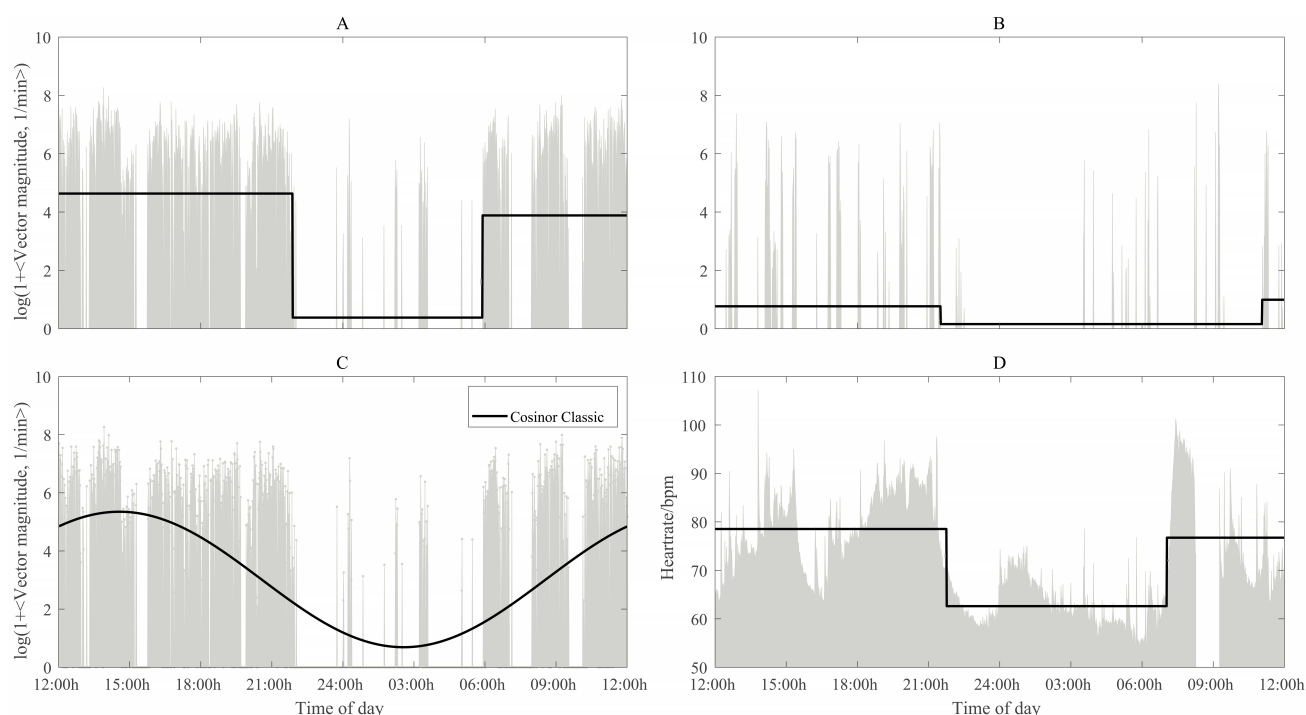 A
10
8
6
4
2
0
log(1+<Vector magnitude, 1/min>)
B
10
8
6
4
2
0
C
10
8
6
4
2
0
log(1+<Vector magnitude, 1/min>)
Cosinor Classic
12:00h 15:00h 18:00h 21:00h 24:00h 03:00h 06:00h 09:00h 12:00h
Time of day
D
110
100
90
80
70
60
50
Heartrate/bpm
12:00h 15:00h 18:00h 21:00h 24:00h 03:00h 06:00h 09:00h 12:00h
Time of day